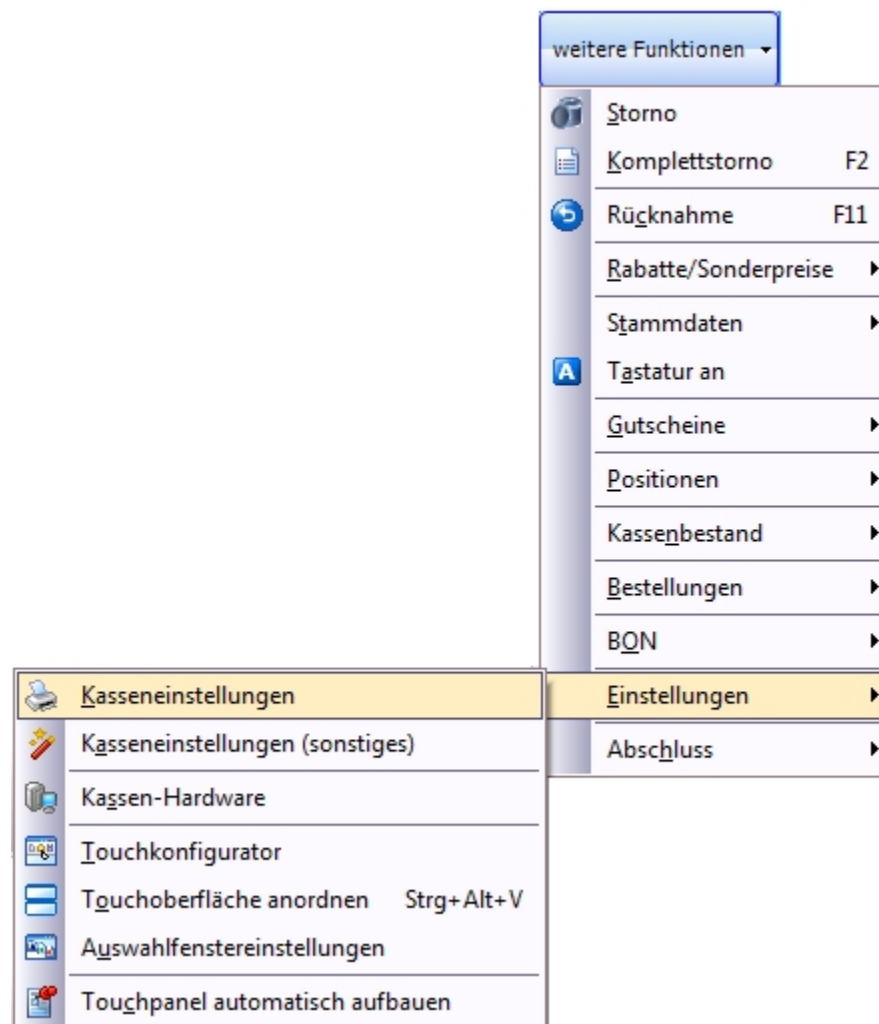 weitere Funktionen
Storno
Komplettstorno F2
Rücknahme F11
Rabatte/Sonderpreise
Stammdaten
Tastatur an
Gutscheine
Positionen
Kassenbestand
Bestellungen
BON
Einstellungen
Abschluss
Kasseneinstellungen
Kasseneinstellungen (sonstiges)
Kassen-Hardware
Touchkonfigurator
Touchoberfläche anordnen Strg+Alt+V
Auswahlfenstereinstellungen
Touchpanel automatisch aufbauen